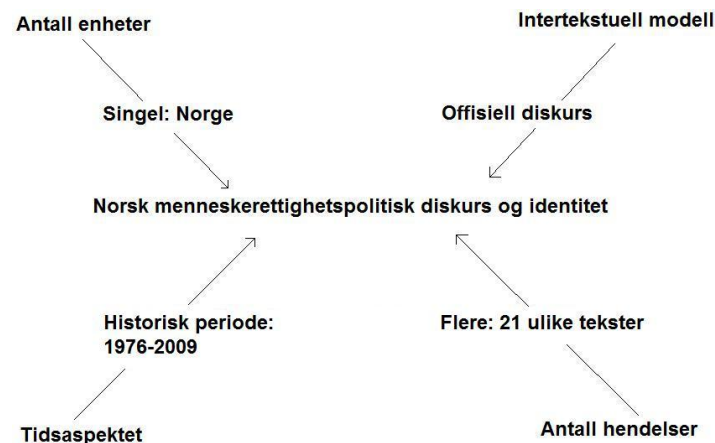 Antall enheter
Intertekstuell modell
Singel: Norge
Offisiell diskurs
Norsk menneskerettighetspolitisk diskurs og identitet
Historisk periode:
1976-2009
Flere: 21 ulike tekster
Tidsaspektet
Antall hendelser